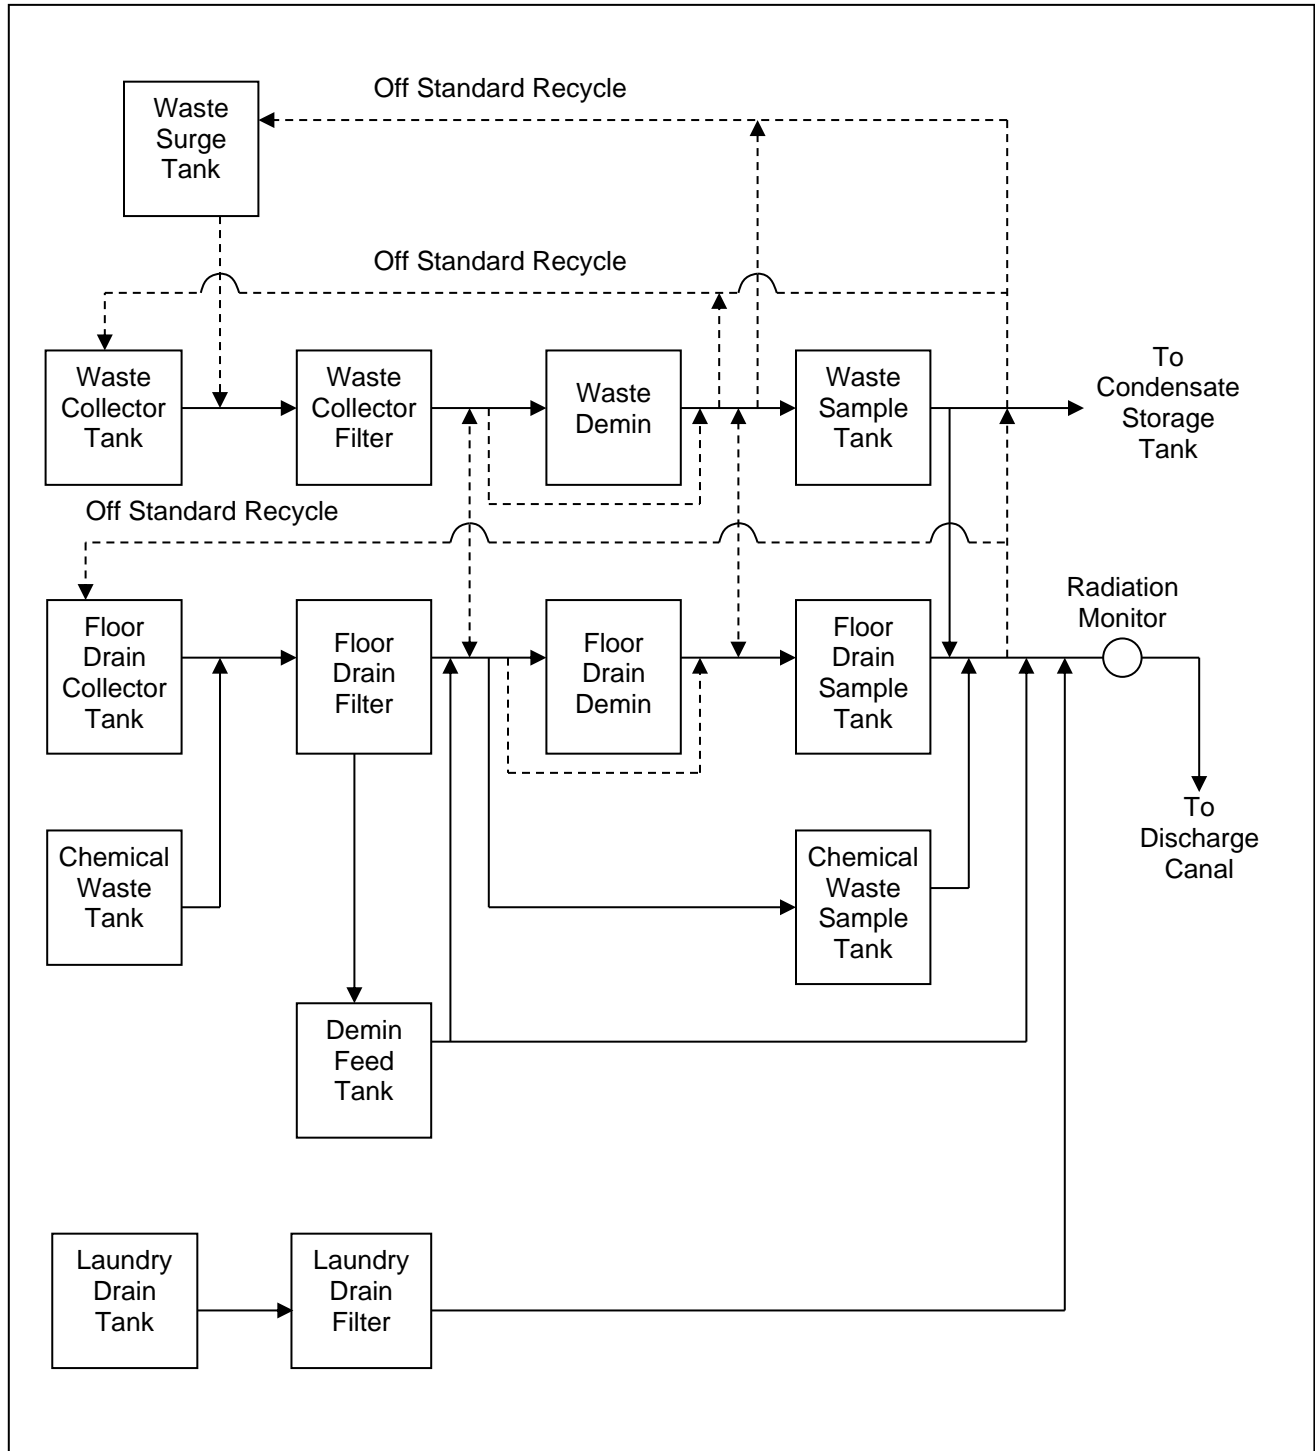 Off Standard Recycle
Waste
Surge
Tank
Off Standard Recycle
Waste
Collector
Tank
Waste
Collector
Filter
Waste
Demin
Waste
Sample
Tank
To
Condensate
Storage
Tank
Off Standard Recycle
Floor
Drain
Collector
Tank
Floor
Drain
Filter
Floor
Drain
Demin
Floor
Drain
Sample
Tank
Radiation
Monitor
To
Discharge
Canal
Chemical
Waste
Tank
Chemical
Waste
Sample
Tank
Demin
Feed
Tank
Laundry
Drain
Tank
Laundry
Drain
Filter